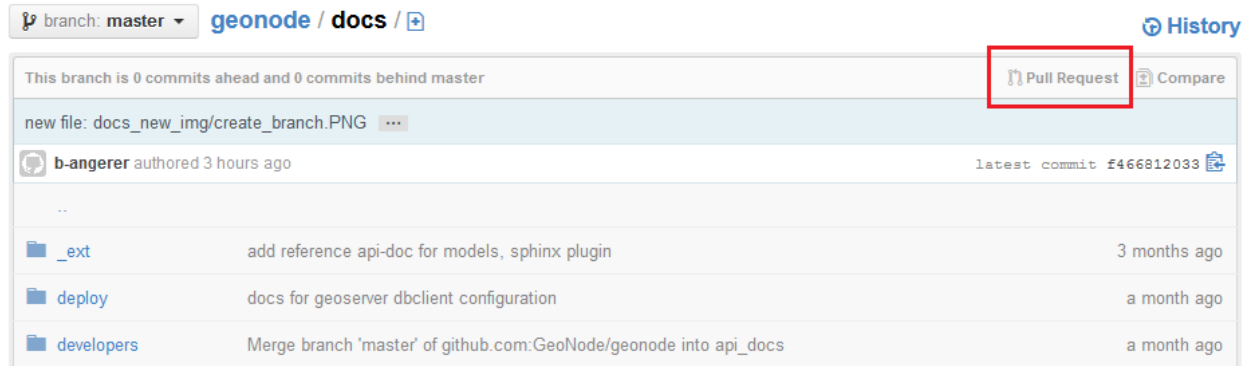 branch: master geonode / docs /
History
This branch is 0 commits ahead and 0 commits behind master Pull Request Compare
new file: docs_new_img/create_branch.PNG ...
b-angerer authored 3 hours ago latest commit f466812033
..
_ext add reference api-doc for models, sphinx plugin 3 months ago
deploy docs for geoserver dbclient configuration a month ago
developers Merge branch 'master' of github.com:GeoNode/geonode into api_docs a month ago